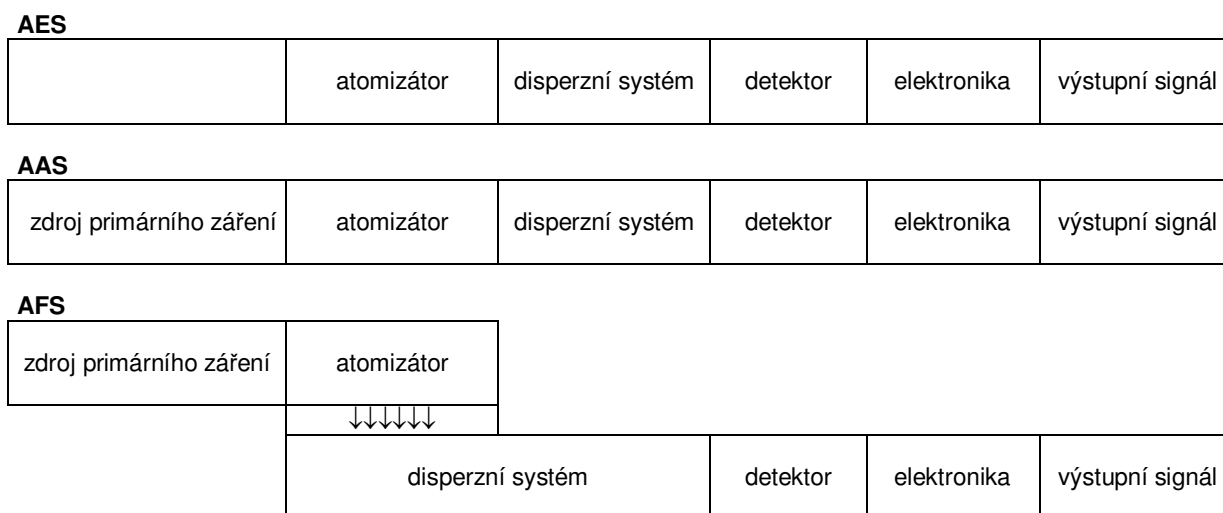 AES
atomizátor disperzní systém detektor elektronika výstupní signál
AAS
zdroj primárního záření atomizátor disperzní systém detektor elektronika výstupní signál
AFS
zdroj primárního záření atomizátor
↓↓↓↓↓↓
disperzní systém detektor elektronika výstupní signál